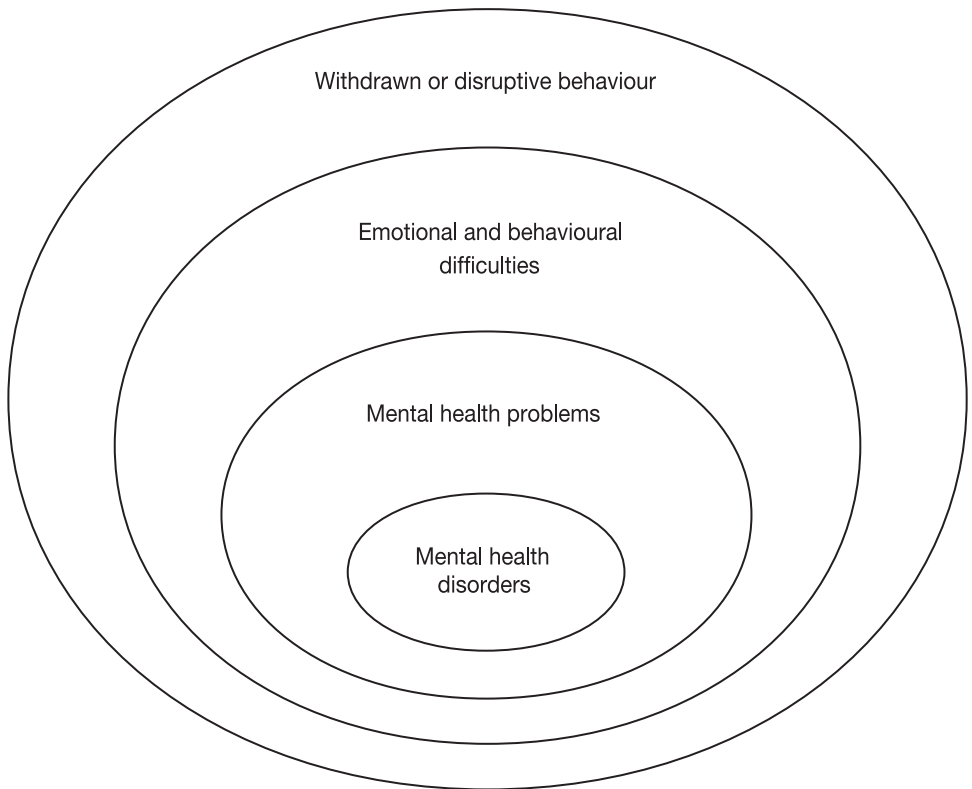 Withdrawn or disruptive behaviour
Emotional and behavioural
difficulties
Mental health problems
Mental health
disorders